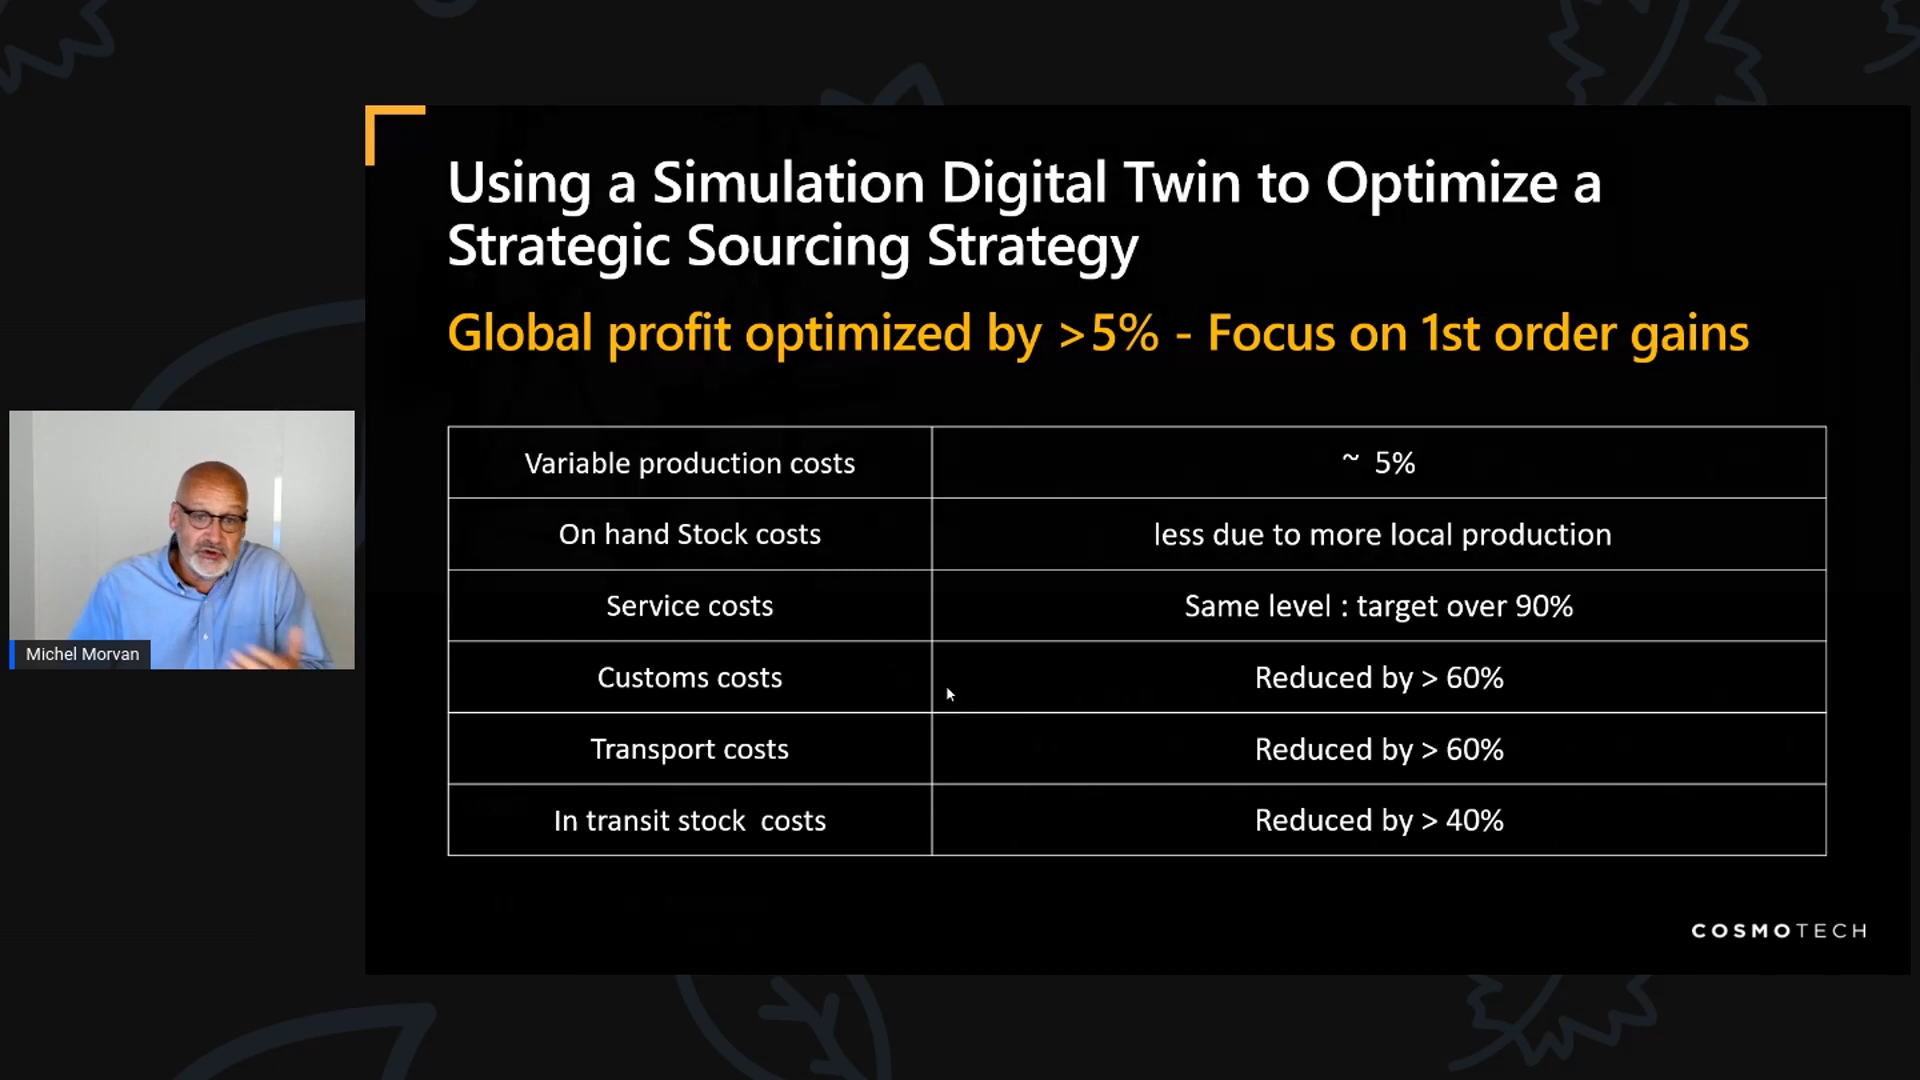 Using a Simulation Digital Twin to Optimize a
Strategic Sourcing Strategy
Global profit optimized by >5% - Focus on 1st order gains
Variable production costs
~ 5%
On hand Stock costs
less due to more local production
Service costs
Same level : target over 90%
Customs costs
Reduced by > 60%
Transport costs
Reduced by > 60%
In transit stock costs
Reduced by > 40%
Michel Morvan
COSMOTECH